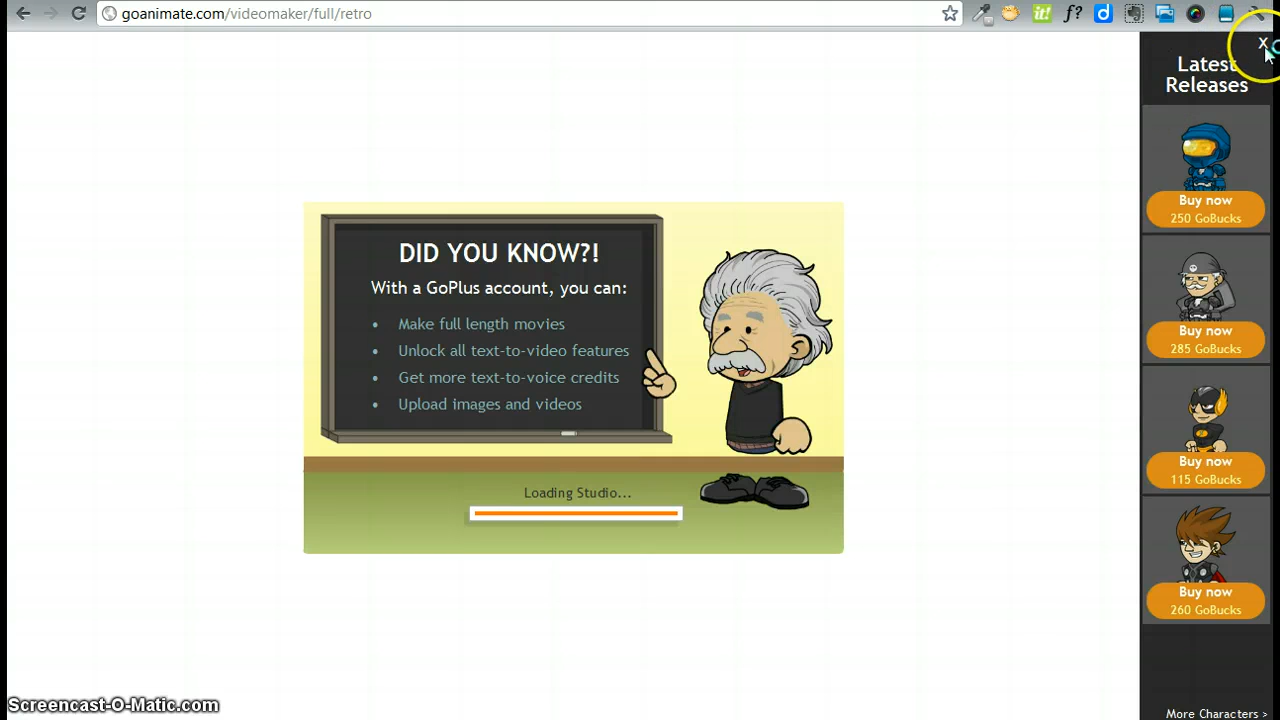 goanimate.com/videomaker/full/retro
it!
f?
d
x
Latest
Releases
Buy now
250 GoBucks
Buy now
285 GoBucks
Buy now
115 GoBucks
Buy now
260 GoBucks
More Characters >
DID YOU KNOW?!
With a GoPlus account, you can:
• Make full length movies
• Unlock all text-to-video features
• Get more text-to-voice credits
• Upload images and videos
Loading Studio...
Screencast-O-Matic.com